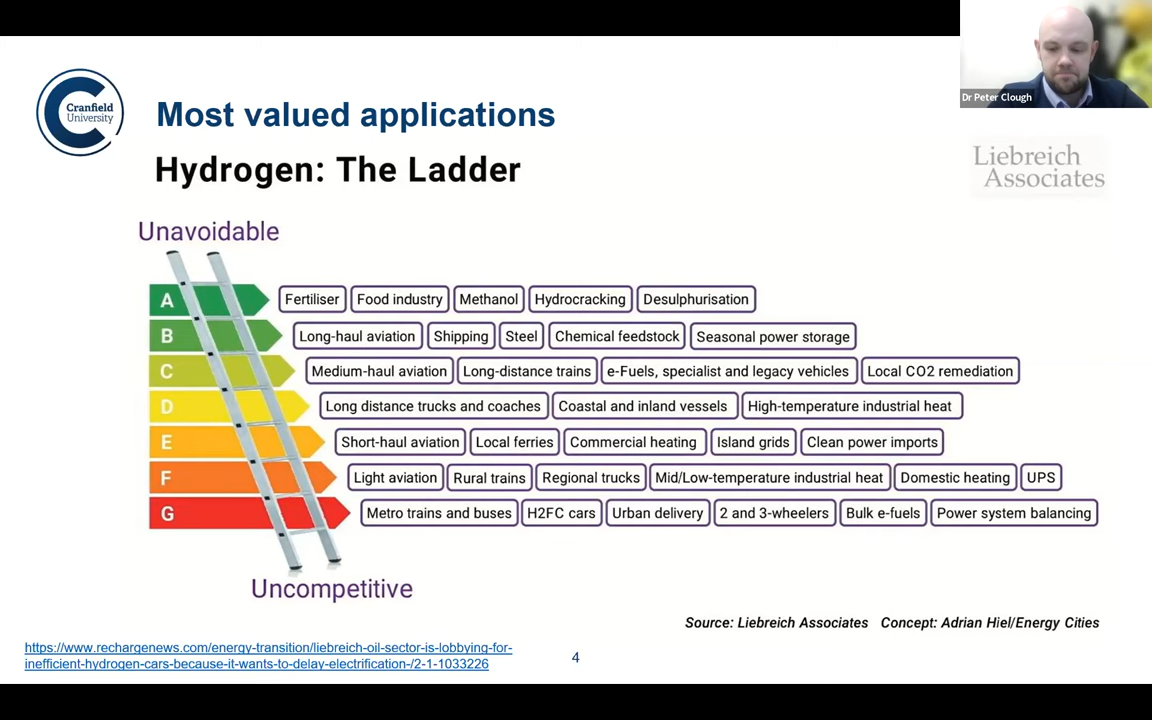 Dr Peter Clough
Cranfield
University
Most valued applications
Hydrogen: The Ladder
Liebreich
Associates
Unavoidable
A Fertiliser Food industry Methanol Hydrocracking Desulphurisation
B Long-haul aviation Shipping Steel Chemical feedstock Seasonal power storage
C Medium-haul aviation Long-distance trains e-Fuels, specialist and legacy vehicles Local CO2 remediation
D Long distance trucks and coaches Coastal and inland vessels High-temperature industrial heat
E Short-haul aviation Local ferries Commercial heating Island grids Clean power imports
F Light aviation Rural trains Regional trucks Mid/Low-temperature industrial heat Domestic heating UPS
G Metro trains and buses H2FC cars Urban delivery 2 and 3-wheelers Bulk e-fuels Power system balancing
Uncompetitive
Source: Liebreich Associates Concept: Adrian Hiel/Energy Cities
https://www.rechargenews.com/energy-transition/liebreich-oil-sector-is-lobbying-for-
inefficient-hydrogen-cars-because-it-wants-to-delay-electrification-/2-1-1033226
4